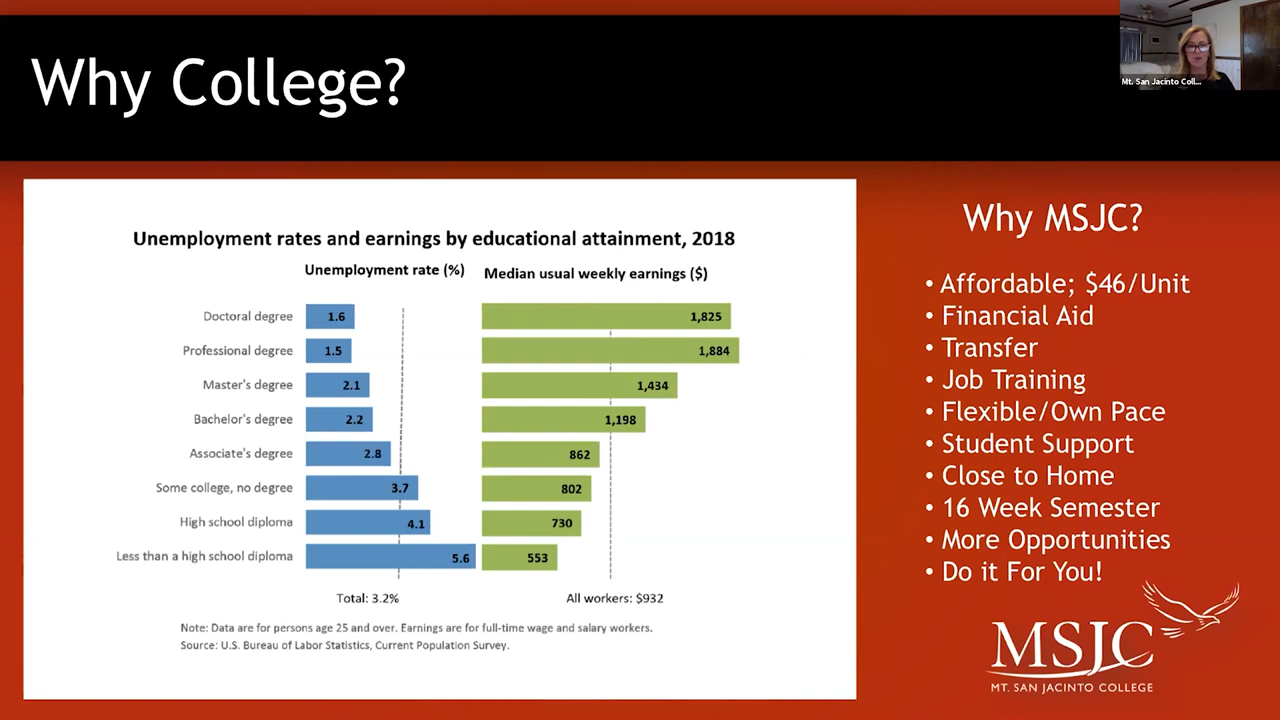 Why College?
Mt. San Jacinto Coll...
Unemployment rates and earnings by educational attainment, 2018
Unemployment rate (%) Median usual weekly earnings ($)
Doctoral degree 1.6 1,825
Professional degree 1.5 1,884
Master's degree 2.1 1,434
Bachelor's degree 2.2 1,198
Associate's degree 2.8 862
Some college, no degree 3.7 802
High school diploma 4.1 730
Less than a high school diploma 5.6 553
Total: 3.2% All workers: $932
Note: Data are for persons age 25 and over. Earnings are for full-time wage and salary workers.
Source: U.S. Bureau of Labor Statistics, Current Population Survey.
Why MSJC?
• Affordable; $46/Unit
• Financial Aid
• Transfer
• Job Training
• Flexible/Own Pace
• Student Support
• Close to Home
• 16 Week Semester
• More Opportunities
• Do it For You!
MSJC
MT. SAN JACINTO COLLEGE